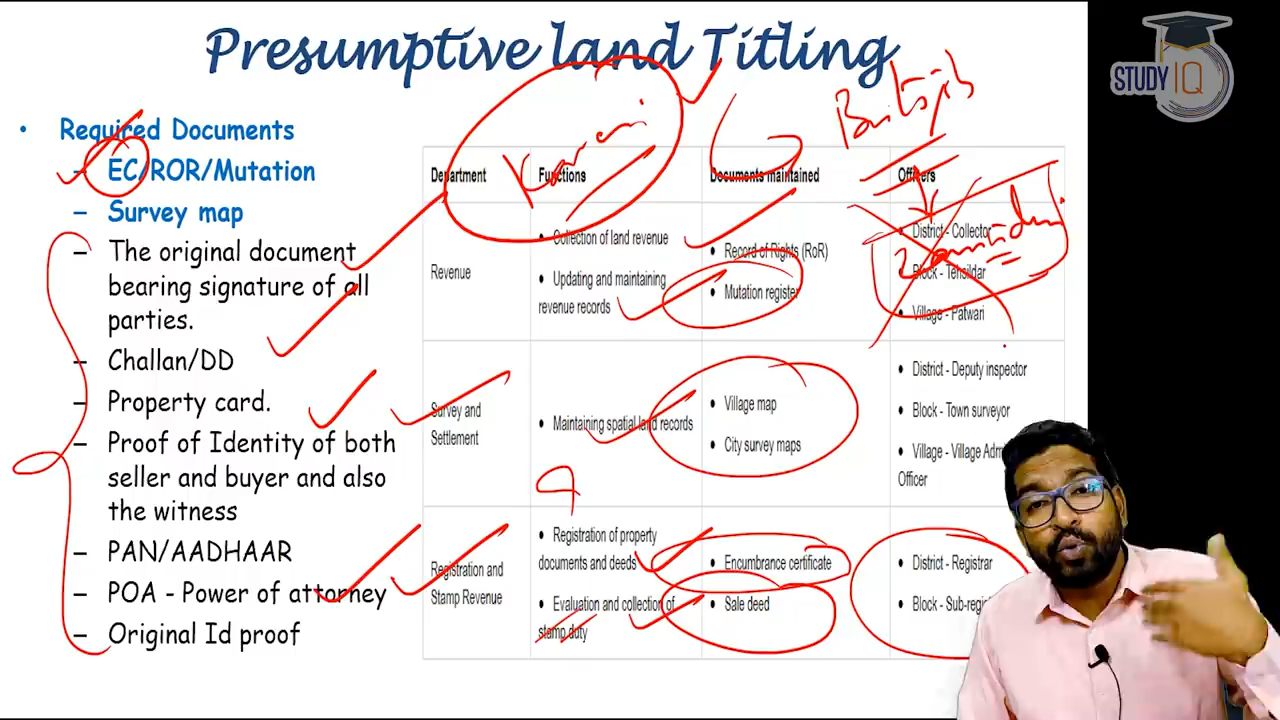 Presumptive land Titling
STUDY IQ
• Required Documents
– EC/ROR/Mutation
– Survey map
– The original document
bearing signature of all
parties.
– Challan/DD
– Property card.
– Proof of Identity of both
seller and buyer and also
the witness
– PAN/AADHAAR
– POA - Power of attorney
– Original Id proof
Department Functions Documents maintained Officers
Revenue
• Collection of land revenue
• Updating and maintaining
revenue records
• Record of Rights (RoR)
• Mutation register
• District - Collector
• Block - Tehsildar
• Village - Patwari
Survey and
Settlement
• Maintaining spatial land records
• Village map
• City survey maps
• District - Deputy inspector
• Block - Town surveyor
• Village - Village
Officer
Registration and
Stamp Revenue
• Registration of property
documents and deeds
• Evaluation and collection of
stamp duty
• Encumbrance certificate
• Sale deed
• District - Registrar
• Block -
British